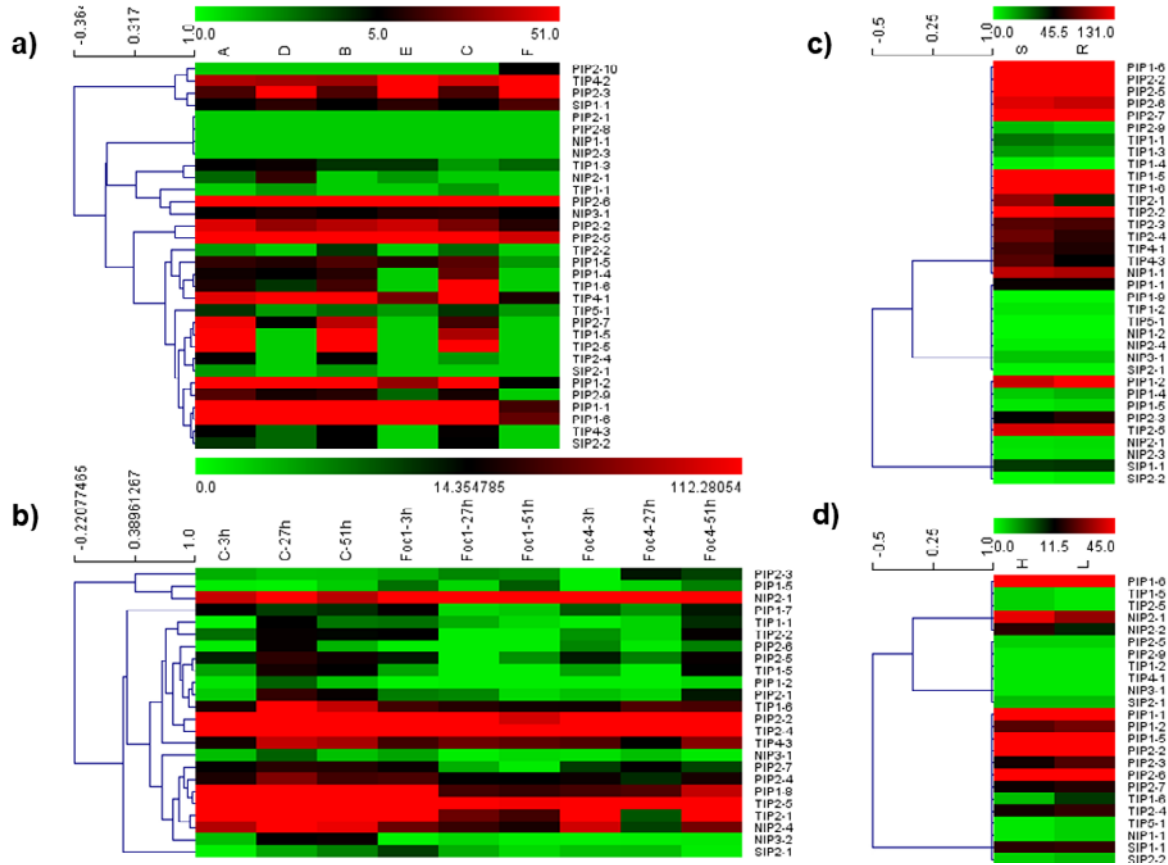 a)
-0.364
0.317
1.0
0.0
5.0
51.0
A
D
B
E
C
F
PIP2-10
TIP4-2
PIP2-3
SIP1-1
PIP2-1
PIP2-8
NIP1-1
NIP2-3
TIP1-3
NIP2-1
TIP1-1
PIP2-6
NIP3-1
PIP2-2
PIP2-5
TIP2-2
PIP1-5
PIP1-4
TIP1-6
TIP4-1
TIP5-1
PIP2-7
TIP1-5
TIP2-5
TIP2-4
SIP2-1
PIP1-2
PIP2-9
PIP1-1
PIP1-6
TIP4-3
SIP2-2
b)
-0.22077465
0.38961267
1.0
0.0
14.354785
112.28054
C-3h
C-27h
C-51h
Foc1-3h
Foc1-27h
Foc1-51h
Foc4-3h
Foc4-27h
Foc4-51h
PIP2-3
PIP1-5
NIP2-1
PIP1-7
TIP1-1
TIP2-2
PIP2-6
PIP2-5
TIP1-5
PIP1-2
PIP2-1
TIP1-6
PIP2-2
TIP2-4
TIP4-3
NIP3-1
PIP2-7
PIP2-4
PIP1-8
TIP2-5
TIP2-1
NIP2-4
NIP3-2
SIP2-1
c)
-0.5
0.25
1.0
0.0
45.5
131.0
S
R
PIP1-6
PIP2-2
PIP2-5
PIP2-6
PIP2-7
PIP2-9
TIP1-1
TIP1-3
TIP1-4
TIP1-5
TIP1-6
TIP2-1
TIP2-2
TIP2-3
TIP2-4
TIP4-1
TIP4-3
NIP1-1
PIP1-1
PIP1-9
TIP1-2
TIP5-1
NIP1-2
NIP2-4
NIP3-1
SIP2-1
PIP1-2
PIP1-4
PIP1-5
PIP2-3
TIP2-5
NIP2-1
NIP2-3
SIP1-1
SIP2-2
d)
-0.5
0.25
1.0
0.0
11.5
45.0
H
L
PIP1-6
TIP1-5
TIP2-5
NIP2-1
NIP2-2
PIP2-5
PIP2-9
TIP1-2
TIP4-1
NIP3-1
SIP2-1
PIP1-1
PIP1-2
PIP1-5
PIP2-2
PIP2-3
PIP2-6
PIP2-7
TIP1-6
TIP2-4
TIP5-1
NIP1-1
SIP1-1
SIP2-2